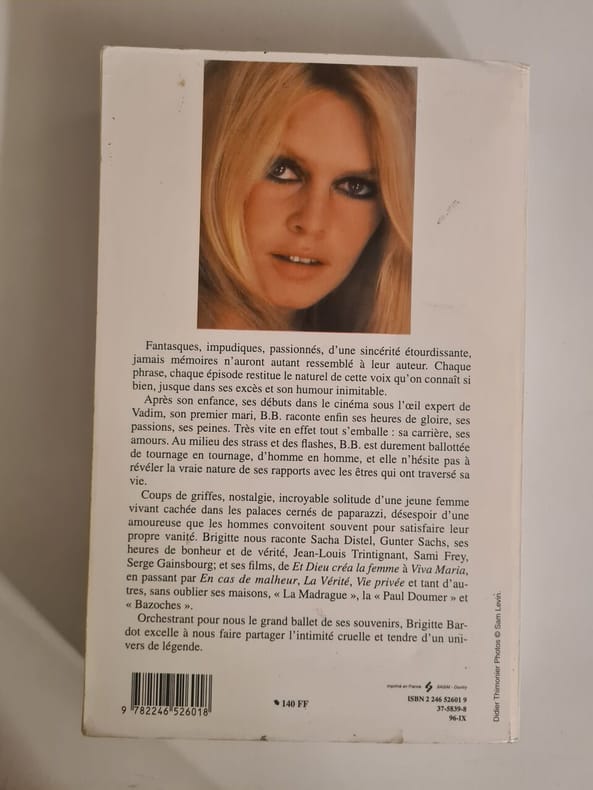 Fantasques, impudiques, passionnés, d'une sincérité étourdissante,
jamais mémoires n'auront autant ressemblé à leur auteur. Chaque
phrase, chaque épisode restitue le naturel de cette voix qu'on connaît si
bien, jusque dans ses excès et son humour inimitable.
Après son enfance, ses débuts dans le cinéma sous l'œil expert de
Vadim, son premier mari, B.B. raconte enfin ses heures de gloire, ses
passions, ses peines. Très vite en effet tout s'emballe : sa carrière, ses
amours. Au milieu des strass et des flashes, B.B. est durement ballottée
de tournage en tournage, d'homme en homme, et elle n'hésite pas à
révéler la vraie nature de ses rapports avec les êtres qui ont traversé sa
vie.
Coups de griffes, nostalgie, incroyable solitude d'une jeune femme
vivant cachée dans les palaces cernés de paparazzi, désespoir d'une
amoureuse que les hommes convoitent souvent pour satisfaire leur
propre vanité. Brigitte nous raconte Sacha Distel, Gunter Sachs, ses
heures de bonheur et de vérité, Jean-Louis Trintignant, Sami Frey,
Serge Gainsbourg; et ses films, de Et Dieu créa la femme à Viva Maria,
en passant par En cas de malheur, La Vérité, Vie privée et tant d'au-
tres, sans oublier ses maisons, « La Madrague », la « Paul Doumer » et
« Bazoches ».
Orchestrant pour nous le grand ballet de ses souvenirs, Brigitte Bar-
dot excelle à nous faire partager l'intimité cruelle et tendre d'un uni-
vers de légende.
Didier Thimonier Photos © Sam Levin.
9 782246 526018
140 FF
Imprimé en France
ISBN 2 246 52601 9
37-5839-8
96-IX